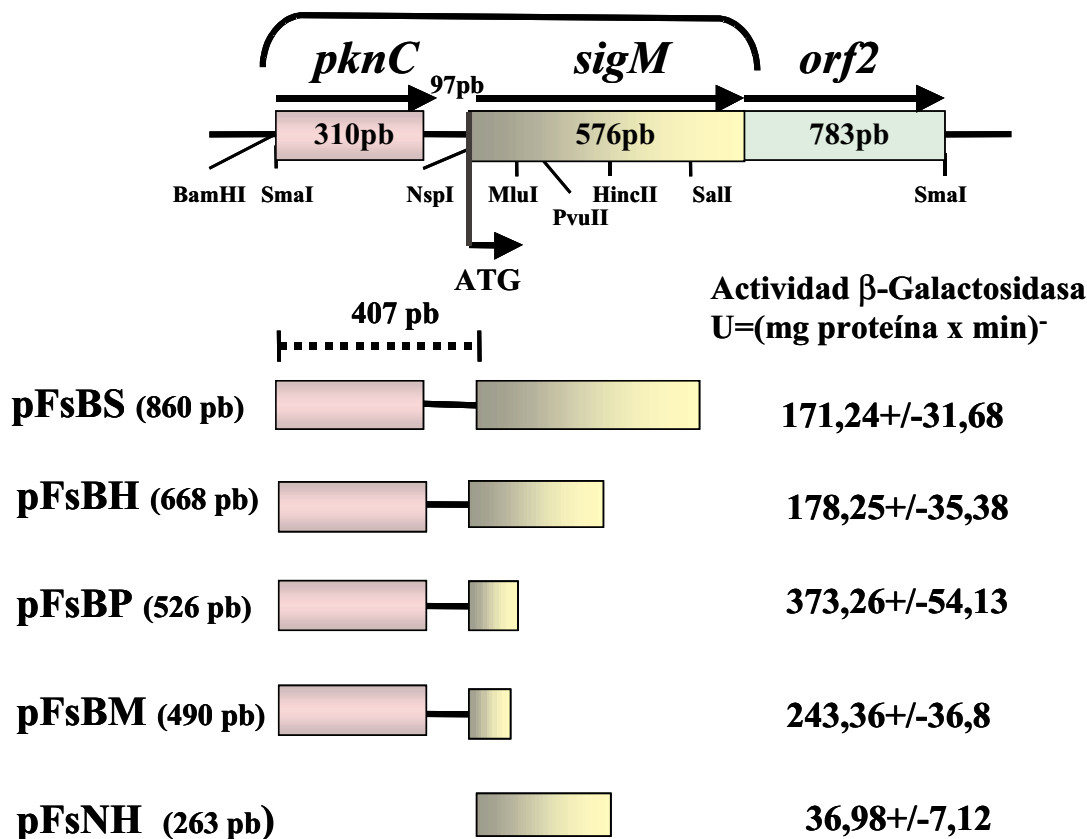 pknC sigM orf2
97pb
310pb 576pb 783pb
BamHI SmaI NspI MluI HincII SalI SmaI
PvuII
ATG
Actividad β-Galactosidasa
407 pb
U=(mg proteína x min)-
pFsBS (860 pb) 171,24+/-31,68
pFsBH (668 pb) 178,25+/-35,38
pFsBP (526 pb) 373,26+/-54,13
pFsBM (490 pb) 243,36+/-36,8
pFsNH (263 pb) 36,98+/-7,12